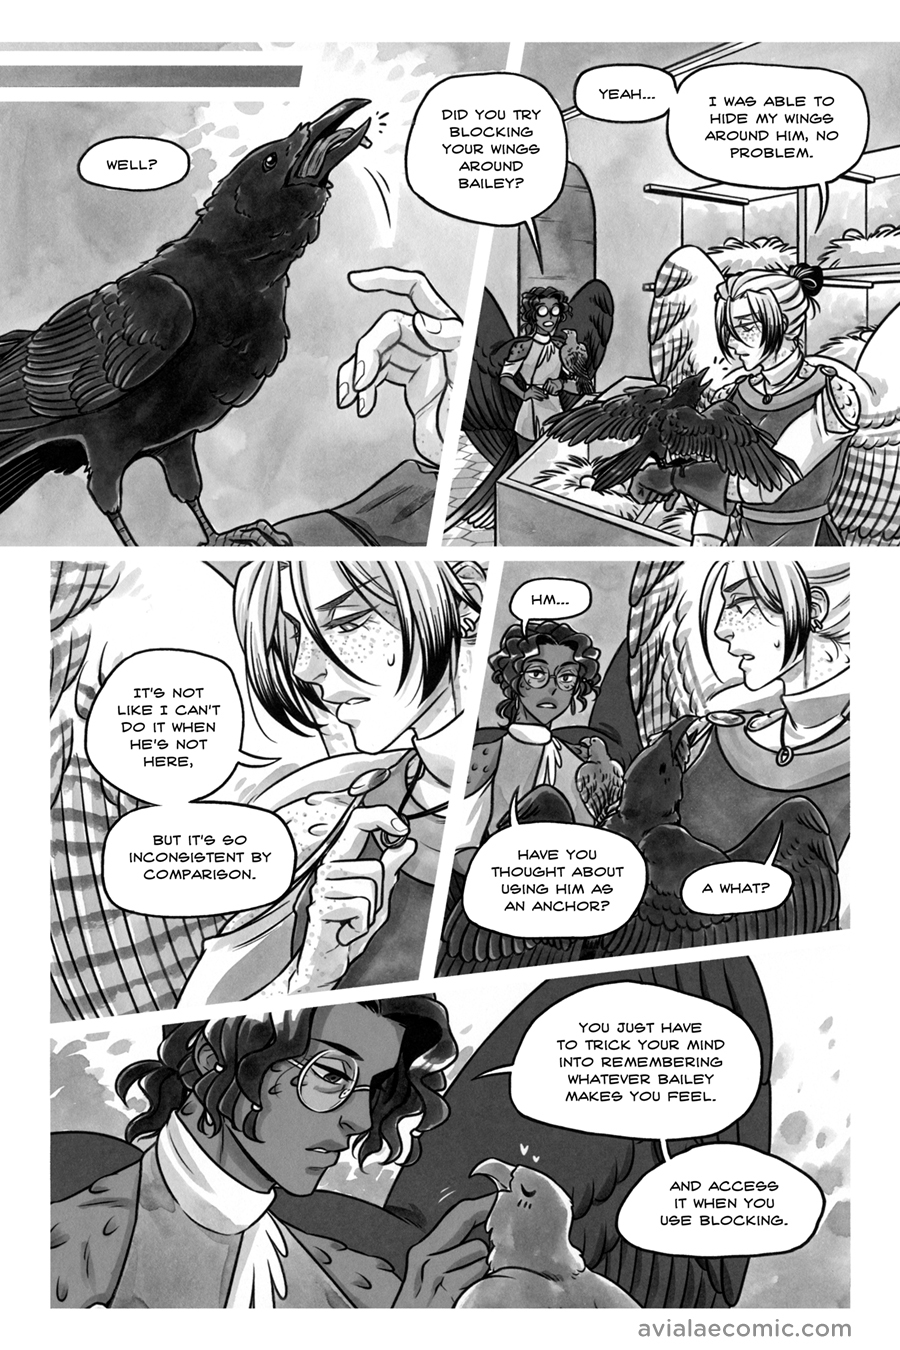 WELL?
DID YOU TRY
BLOCKING
YOUR WINGS
AROUND
BAILEY?
YEAH...
I WAS ABLE TO
HIDE MY WINGS
AROUND HIM, NO
PROBLEM.
IT'S NOT
LIKE I CAN'T
DO IT WHEN
HE'S NOT
HERE,
BUT IT'S SO
INCONSISTENT BY
COMPARISON.
HM...
HAVE YOU
THOUGHT ABOUT
USING HIM AS
AN ANCHOR?
A WHAT?
YOU JUST HAVE
TO TRICK YOUR MIND
INTO REMEMBERING
WHATEVER BAILEY
MAKES YOU FEEL.
AND ACCESS
IT WHEN YOU
USE BLOCKING.
avialaecomic.com